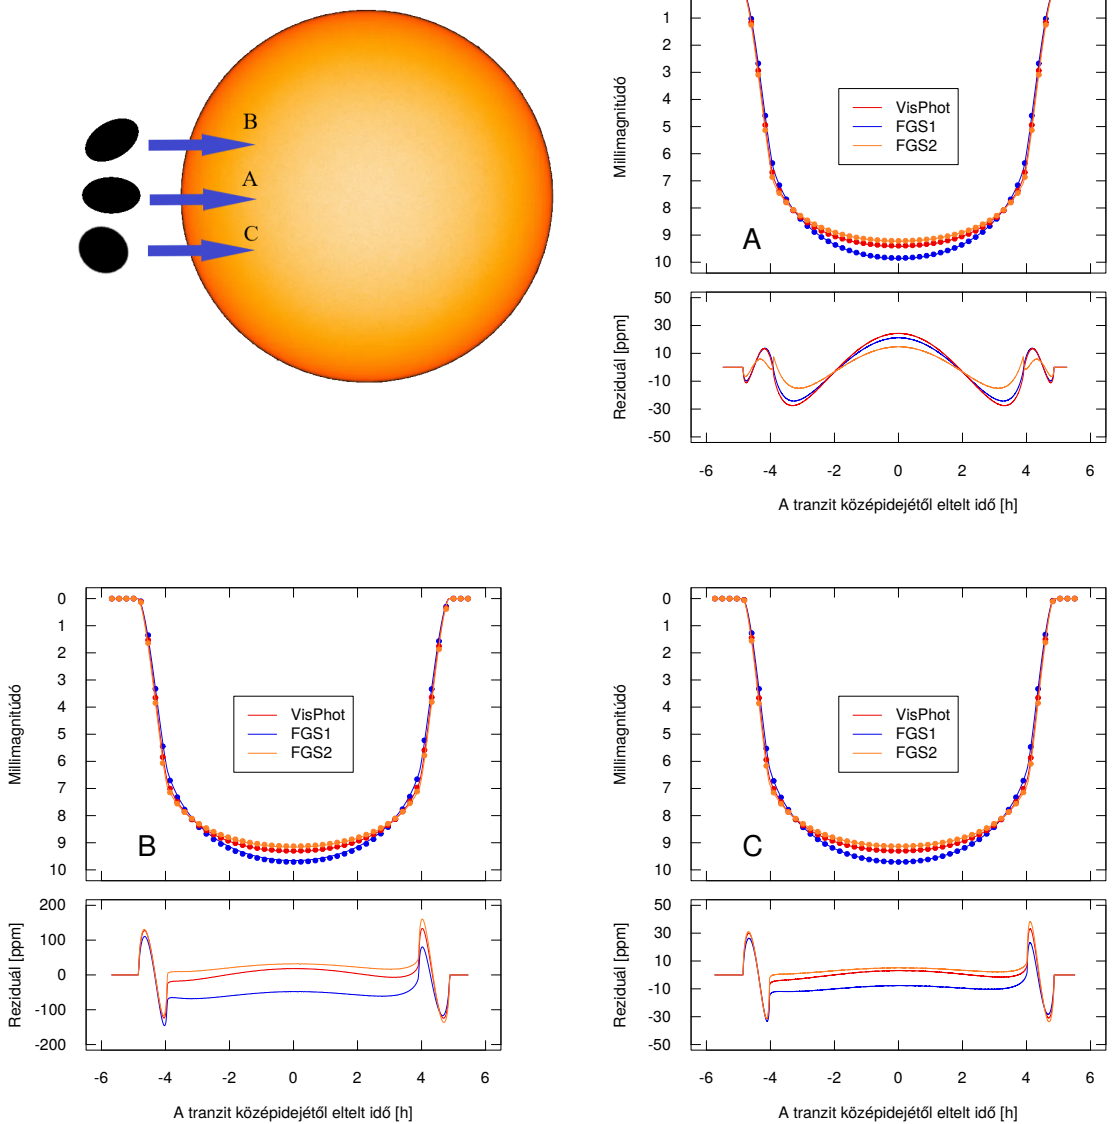 B
A
C
Millimagnitúdó
1
2
3
4
5
6
7
8
9
10
VisPhot
FGS1
FGS2
A
Reziduál [ppm]
50
30
10
-10
-30
-50
-6 -4 -2 0 2 4 6
A tranzit középidejétől eltelt idő [h]
Millimagnitúdó
0
1
2
3
4
5
6
7
8
9
10
VisPhot
FGS1
FGS2
B
Reziduál [ppm]
200
100
0
-100
-200
-6 -4 -2 0 2 4 6
A tranzit középidejétől eltelt idő [h]
Millimagnitúdó
0
1
2
3
4
5
6
7
8
9
10
VisPhot
FGS1
FGS2
C
Reziduál [ppm]
50
30
10
-10
-30
-50
-6 -4 -2 0 2 4 6
A tranzit középidejétől eltelt idő [h]